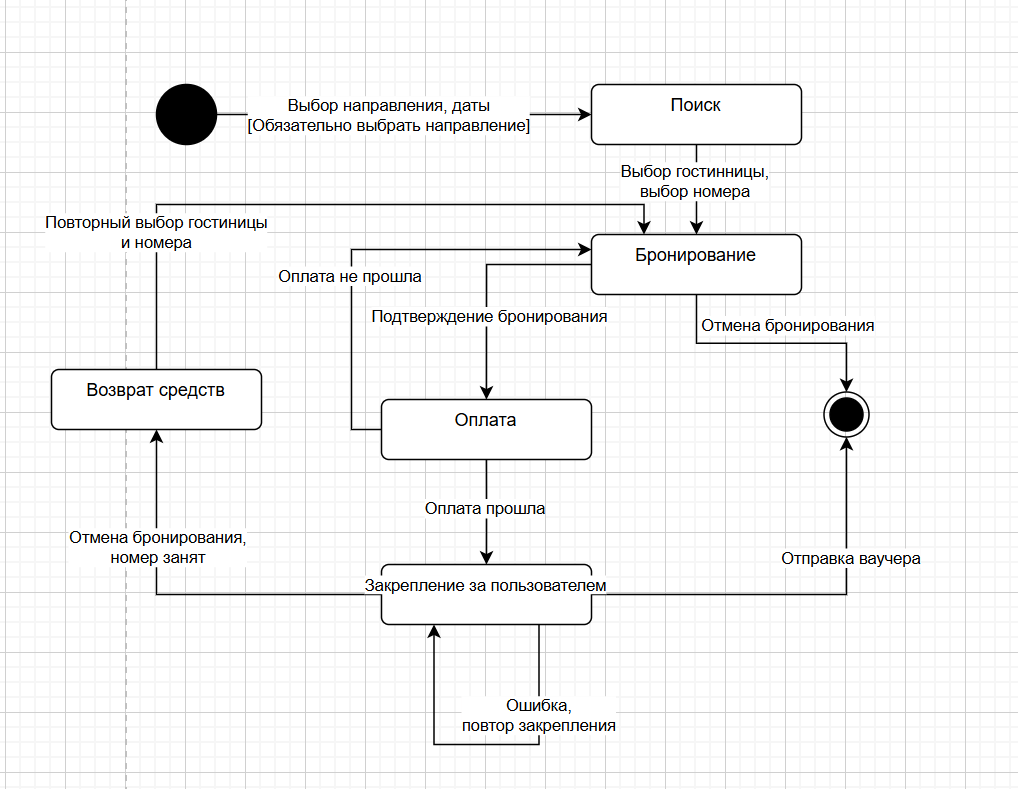 Выбор направления, даты
[Обязательно выбрать направление]
Поиск
Выбор гостинницы,
выбор номера
Повторный выбор гостиницы
и номера
Бронирование
Оплата не прошла
Подтверждение бронирования
Отмена бронирования
Возврат средств
Оплата
Оплата прошла
Отмена бронирования,
номер занят
Отправка ваучера
Закрепление за пользователем
Ошибка,
повтор закрепления